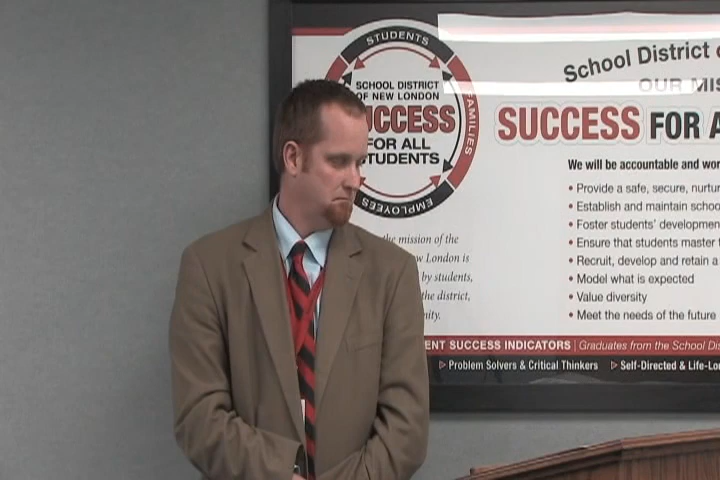 STUDENTS
SCHOOL DISTRICT
OF NEW LONDON
SUCCESS
FOR ALL
STUDENTS
FAMILIES
EMPLOYEES
School District
OUR MIS
SUCCESS FOR A
We will be accountable and wor
• Provide a safe, secure, nurtur
• Establish and maintain schoo
• Foster students' developmen
• Ensure that students master
• Recruit, develop and retain a
• Model what is expected
• Value diversity
• Meet the needs of the future
the mission of the
London is
by students,
the district,
ENT SUCCESS INDICATORS | Graduates from the School Dis
▷ Problem Solvers & Critical Thinkers ▷ Self-Directed & Life-Lo